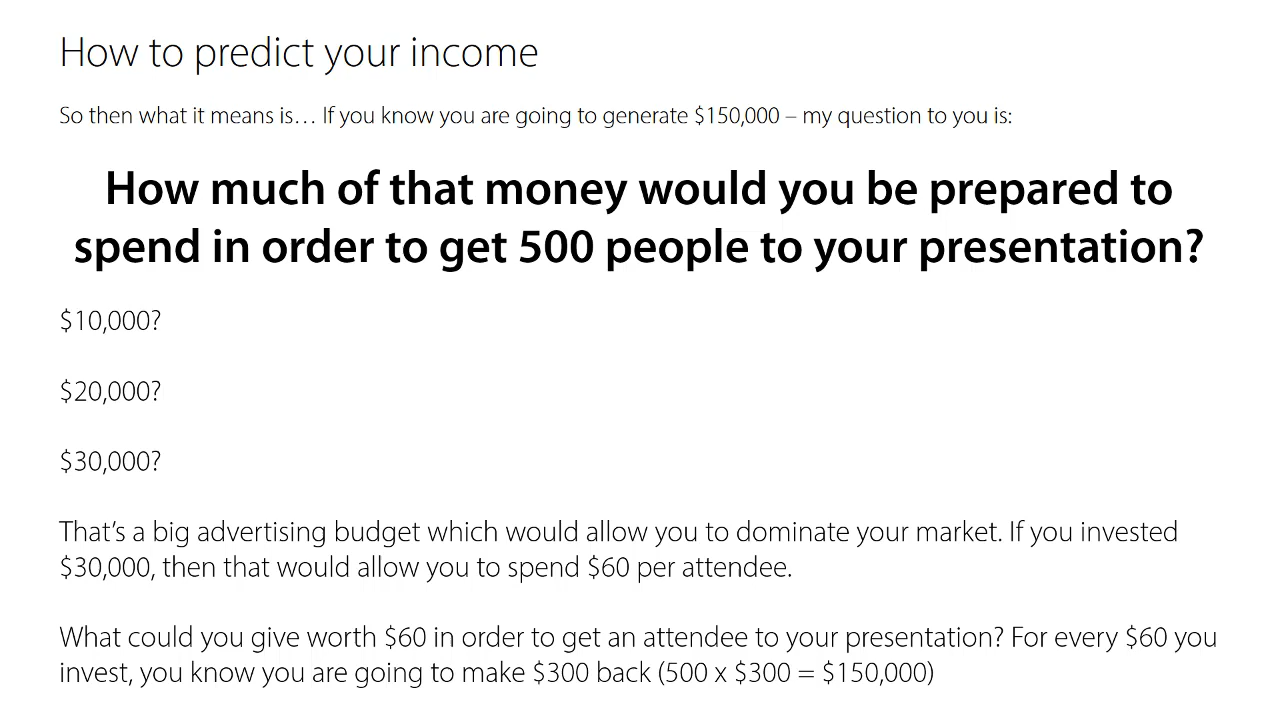 How to predict your income
So then what it means is… If you know you are going to generate $150,000 – my question to you is:
How much of that money would you be prepared to
spend in order to get 500 people to your presentation?
$10,000?
$20,000?
$30,000?
That’s a big advertising budget which would allow you to dominate your market. If you invested
$30,000, then that would allow you to spend $60 per attendee.
What could you give worth $60 in order to get an attendee to your presentation? For every $60 you
invest, you know you are going to make $300 back (500 x $300 = $150,000)